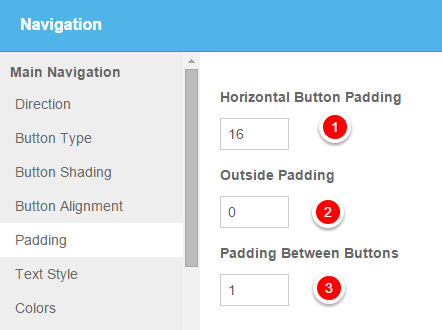 Navigation
Main Navigation
Direction
Button Type
Button Shading
Button Alignment
Padding
Text Style
Colors
Horizontal Button Padding
16
1
Outside Padding
0
2
Padding Between Buttons
1
3